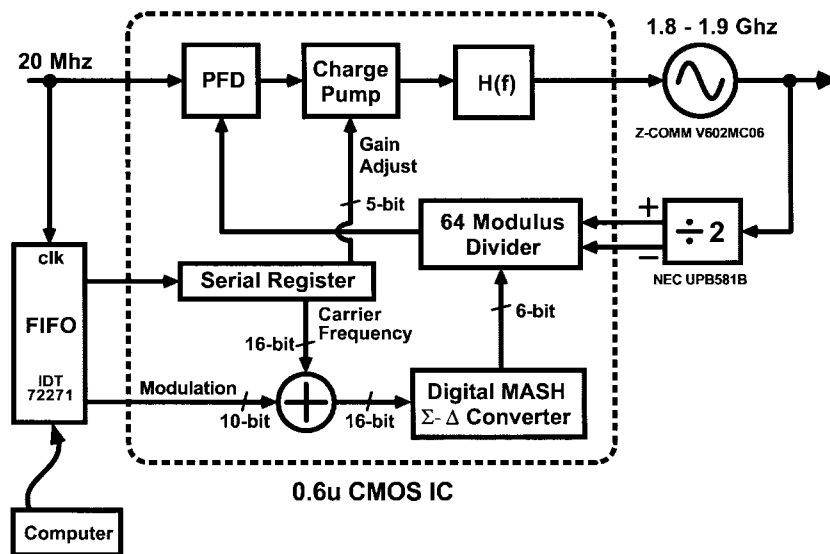 1.8 - 1.9 Ghz
20 Mhz
PFD
Charge
Pump
H(f)
Z-COMM V602MC06
Gain
Adjust
5-bit
64 Modulus
Divider
+
−
÷ 2
NEC UPB581B
clk
FIFO
IDT
72271
Serial Register
Carrier
Frequency
16-bit
6-bit
Modulation
10-bit
+
16-bit
Digital MASH
Σ- Δ Converter
0.6u CMOS IC
Computer